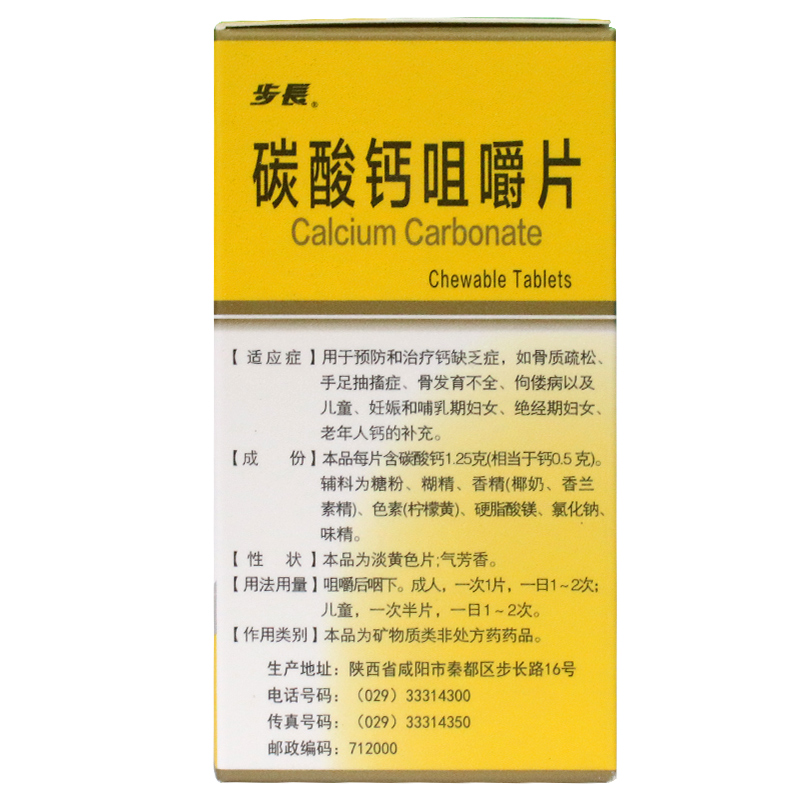 步長®
碳酸钙咀嚼片
Calcium Carbonate
Chewable Tablets
【适应症】用于预防和治疗钙缺乏症，如骨质疏松、
手足抽搐症、骨发育不全、佝偻病以及
儿童、妊娠和哺乳期妇女、绝经期妇女、
老年人钙的补充。
【成份】本品每片含碳酸钙1.25克(相当于钙0.5克)。
辅料为糖粉、糊精、香精(椰奶、香兰
素精)、色素(柠檬黄)、硬脂酸镁、氯化钠、
味精。
【性状】本品为淡黄色片;气芳香。
【用法用量】咀嚼后咽下。成人，一次1片，一日1～2次;
儿童，一次半片，一日1～2次。
【作用类别】本品为矿物质类非处方药药品。
生产地址：陕西省咸阳市秦都区步长路16号
电话号码：（029）33314300
传真号码：（029）33314350
邮政编码：712000